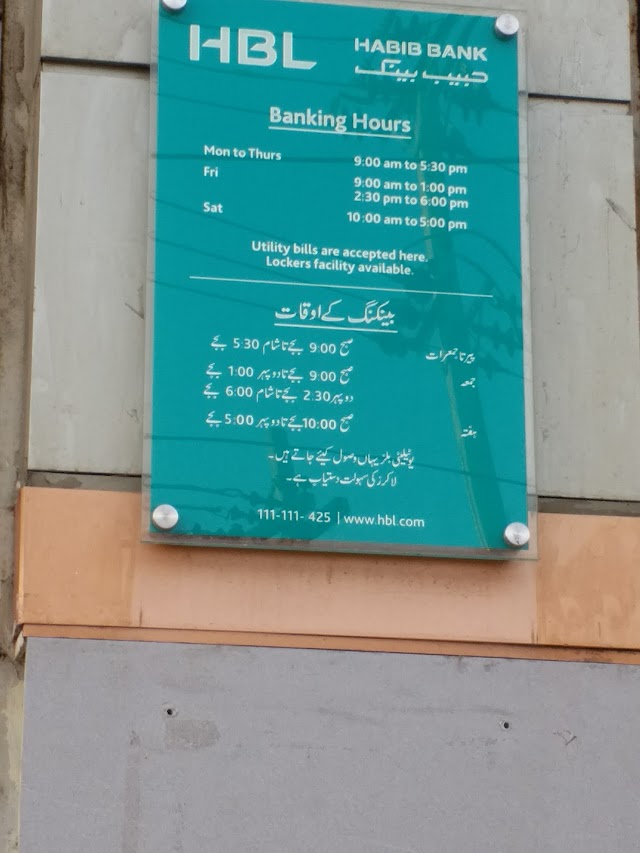 HBL
HABIB BANK
حبیب بینک
Banking Hours
Mon to Thurs 9:00 am to 5:30 pm
Fri 9:00 am to 1:00 pm
2:30 pm to 6:00 pm
Sat 10:00 am to 5:00 pm
Utility bills are accepted here.
Lockers facility available.
بینکنگ کے اوقات
پیر تا جمعرات صبح 9:00 بجے تا شام 5:30 بجے
جمعہ صبح 9:00 بجے تا دوپہر 1:00 بجے
دوپہر 2.30 بجے تا شام 6:00 بجے
ہفتہ صبح 10:00 بجے تا دوپہر 5:00 بجے
یوٹیلیٹی بلز یہاں وصول کیئے جاتے ہیں۔
لاکرز کی سہولت دستیاب ہے۔
111-111- 425 | www.hbl.com